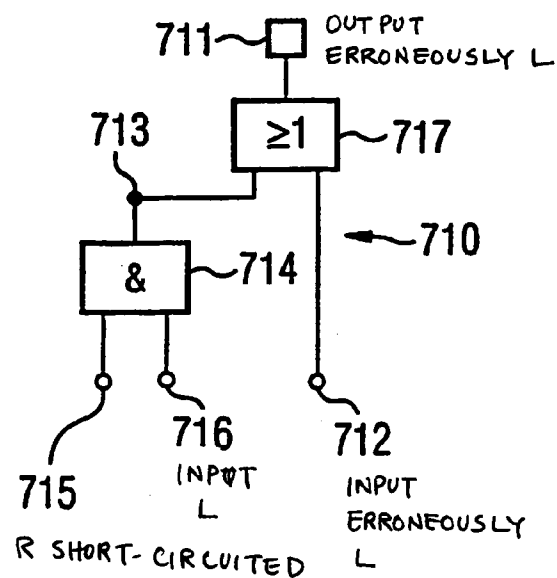 711
OUTPUT
ERRONEOUSLY L
≥1
717
713
710
&
714
715
716
712
INPUT
L
INPUT
ERRONEOUSLY
L
R SHORT-CIRCUITED